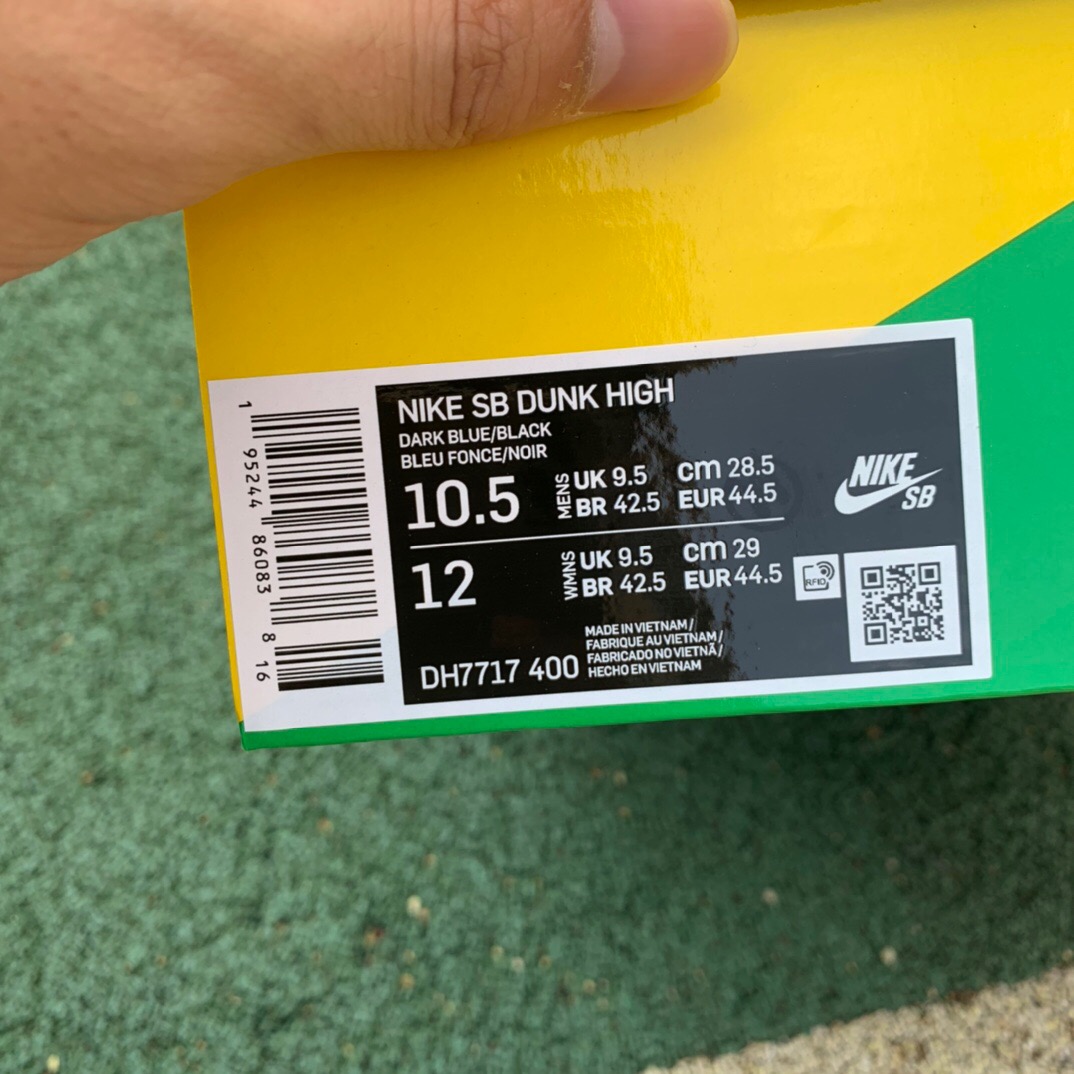 NIKE SB DUNK HIGH
DARK BLUE/BLACK
BLEU FONCE/NOIR
10.5
MENS
UK 9.5 cm 28.5
BR 42.5 EUR 44.5
12
WMNS
UK 9.5 cm 29
BR 42.5 EUR 44.5
MADE IN VIETNAM/
FABRIQUE AU VIETNAM/
FABRICADO NO VIETNÃ/
HECHO EN VIETNAM
DH7717 400
NIKE
SB
RFID
1 95244 86083 8 16